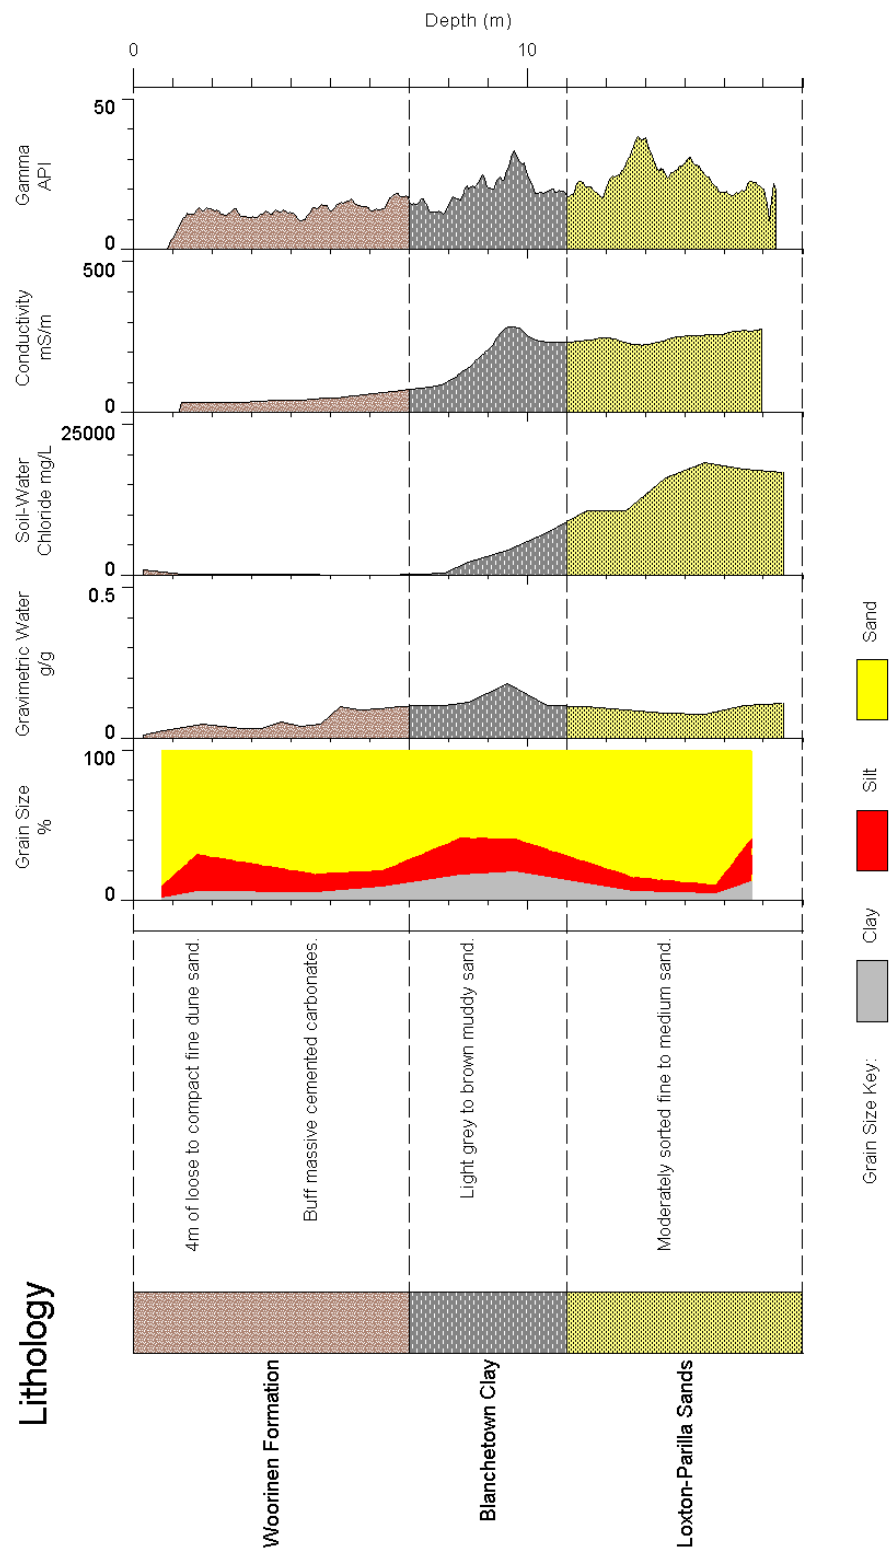 Lithology
Grain Size
%
Gravimetric Water
g/g
Soil-Water
Chloride mg/L
Conductivity
mS/m
Gamma
API
0
100
0
0.5
0
25000
0
500
0
50
0
Depth (m)
10
Woorinen Formation
4m of loose to compact fine dune sand.
Buff massive cemented carbonates.
Blanchetown Clay
Light grey to brown muddy sand.
Loxton-Parilla Sands
Moderately sorted fine to medium sand.
Grain Size Key:
Clay
Silt
Sand